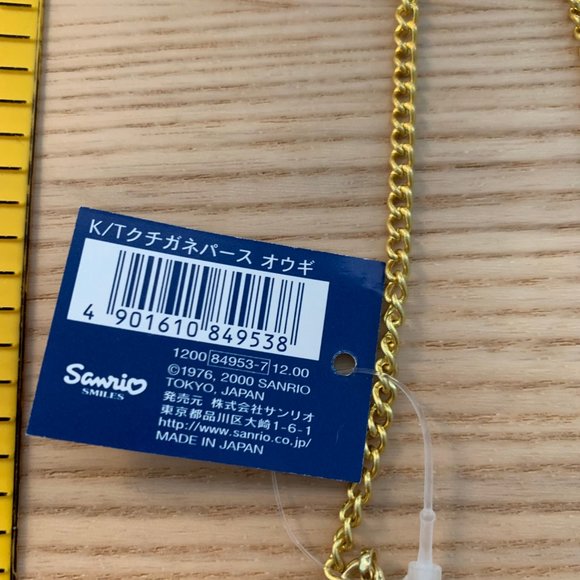 K/Tクチガネパース オウギ
4 901610 849538
1200 84953-7 12.00
©1976, 2000 SANRIO
TOKYO, JAPAN
発売元 株式会社サンリオ
東京都品川区大崎1-6-1
http://www.sanrio.co.jp/
MADE IN JAPAN
Sanrio
SMILES